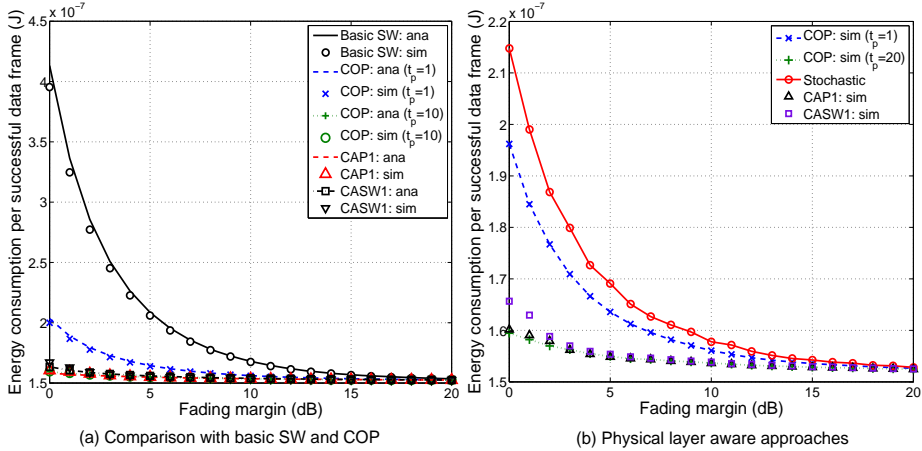 x 10^-7
4.5
4
3.5
3
2.5
2
1.5
0
5
10
15
20
Energy consumption per successful data frame (J)
Fading margin (dB)
Basic SW: ana
Basic SW: sim
COP: ana (t_p=1)
COP: sim (t_p=1)
COP: ana (t_p=10)
COP: sim (t_p=10)
CAP1: ana
CAP1: sim
CASW1: ana
CASW1: sim
(a) Comparison with basic SW and COP
x 10^-7
2.2
2.1
2
1.9
1.8
1.7
1.6
1.5
0
5
10
15
20
Energy consumption per successful data frame (J)
Fading margin (dB)
COP: sim (t_p=1)
COP: sim (t_p=20)
Stochastic
CAP1: sim
CASW1: sim
(b) Physical layer aware approaches